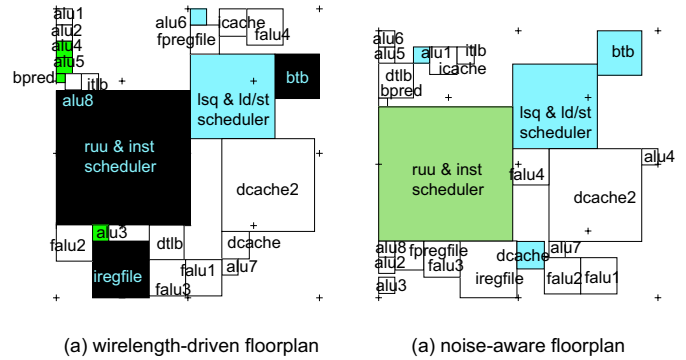 alu1
alu2
alu4
alu5
bpred
itlb
alu8
alu6
icache
fpregfile
falu4
btb
lsq & ld/st
scheduler
ruu & inst
scheduler
dcache2
alu3
falu2
dtlb
dcache
iregfile
falu1
alu7
falu3
(a) wirelength-driven floorplan
alu6
alu5
alu1
itlb
icache
dtlb
bpred
btb
lsq & ld/st
scheduler
ruu & inst
scheduler
falu4
alu4
dcache2
alu8
alu2
fpregfile
falu3
alu3
iregfile
dcache
alu7
falu2
falu1
(a) noise-aware floorplan